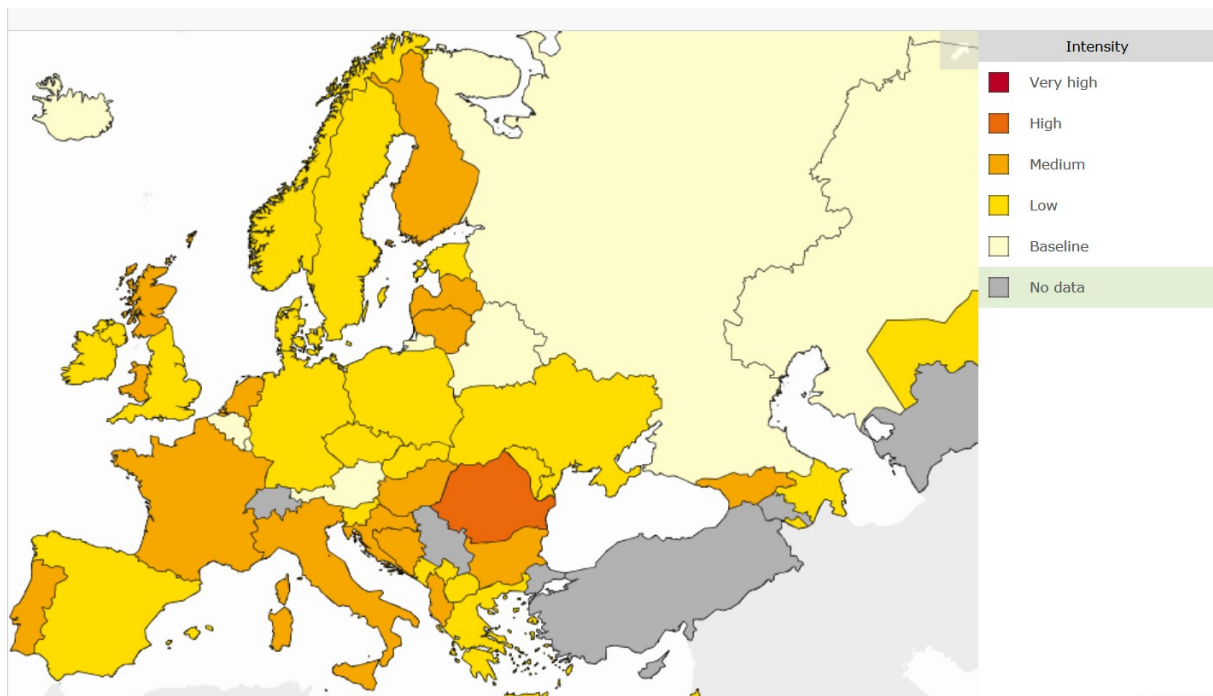 Intensity
Very high
High
Medium
Low
Baseline
No data